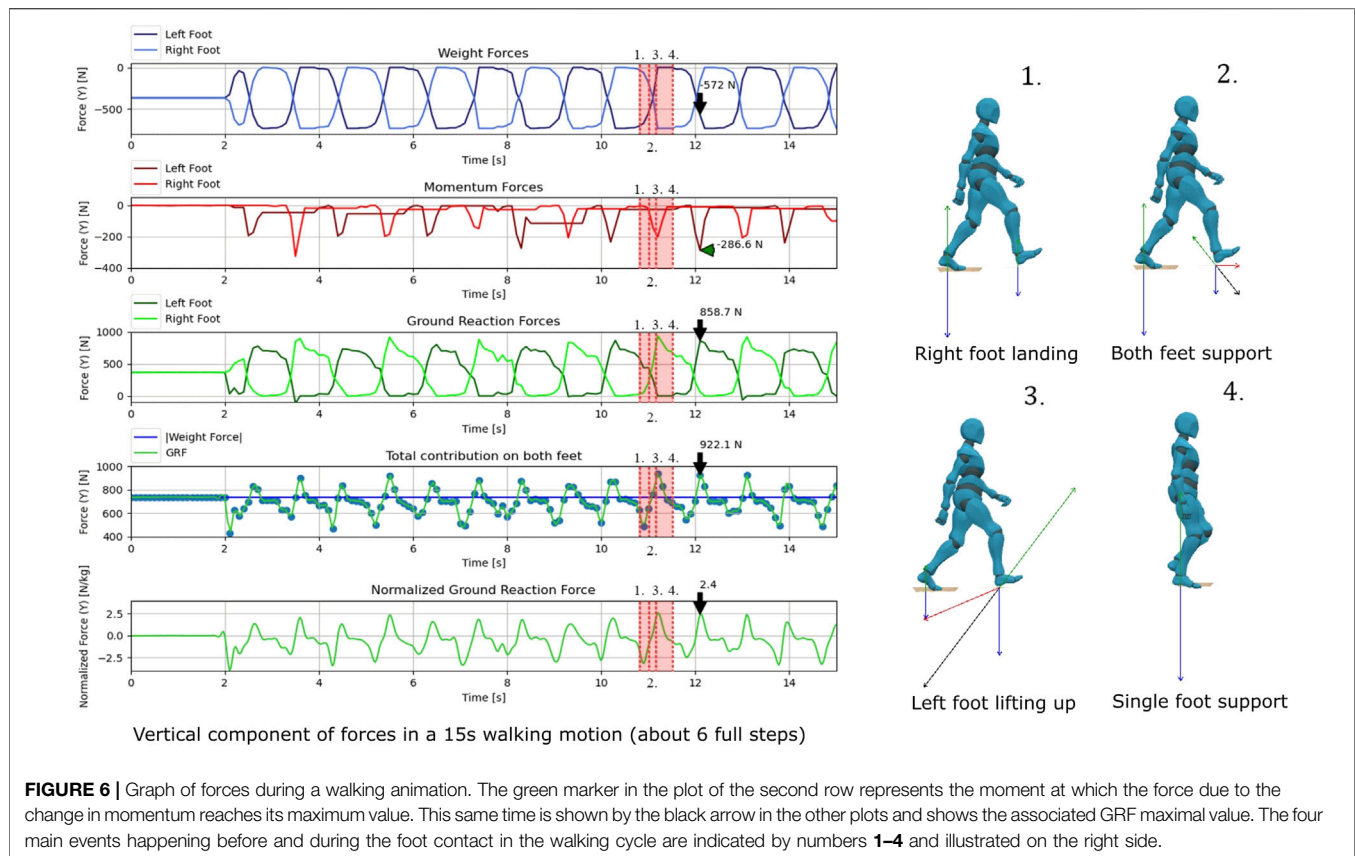 Left Foot
Right Foot
Weight Forces
1. 3. 4.
-572 N
Force (Y) [N]
0
−500
0 2 4 6 8 10 12 14
Time [s]
2.
Left Foot
Right Foot
Momentum Forces
1. 3. 4.
-286.6 N
Force (Y) [N]
0
−200
−400
0 2 4 6 8 10 12 14
Time [s]
2.
Left Foot
Right Foot
Ground Reaction Forces
1. 3. 4.
858.7 N
Force (Y) [N]
1000
500
0
0 2 4 6 8 10 12 14
Time [s]
2.
|Weight Force|
GRF
Total contribution on both feet
1. 3. 4.
922.1 N
Force (Y) [N]
1000
800
600
400
0 2 4 6 8 10 12 14
Time [s]
2.
Normalized Ground Reaction Force
1. 3. 4.
2.4
Normalized Force (Y) [N/kg]
2.5
0.0
−2.5
0 2 4 6 8 10 12 14
Time [s]
2.
Vertical component of forces in a 15s walking motion (about 6 full steps)
1.
2.
Right foot landing
Both feet support
3.
4.
Left foot lifting up
Single foot support
FIGURE 6 | Graph of forces during a walking animation. The green marker in the plot of the second row represents the moment at which the force due to the
change in momentum reaches its maximum value. This same time is shown by the black arrow in the other plots and shows the associated GRF maximal value. The four
main events happening before and during the foot contact in the walking cycle are indicated by numbers 1–4 and illustrated on the right side.